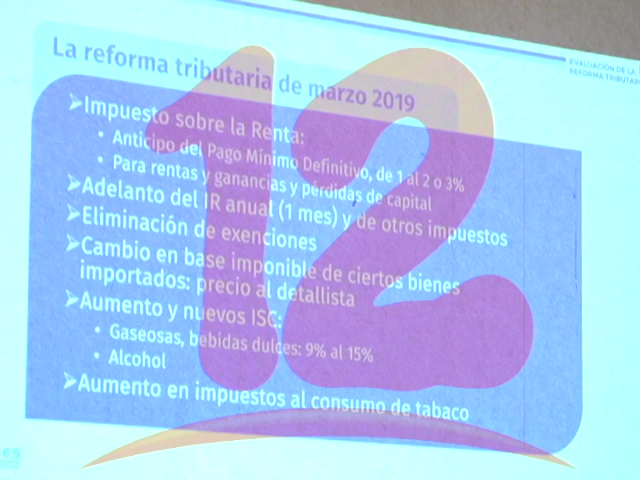 EVALUACIÓN DE LA
REFORMA TRIBUTARI
La reforma tributaria de marzo 2019
➤Impuesto sobre la Renta:
• Anticipo del Pago Mínimo Definitivo, de 1 al 2 o 3%
• Para rentas y ganancias y pérdidas de capital
➤Adelanto del IR anual (1 mes) y de otros impuestos
➤Eliminación de exenciones
➤Cambio en base imponible de ciertos bienes
importados: precio al detallista
➤Aumento y nuevos ISC:
• Gaseosas, bebidas dulces: 9% al 15%
• Alcohol
➤Aumento en impuestos al consumo de tabaco
12